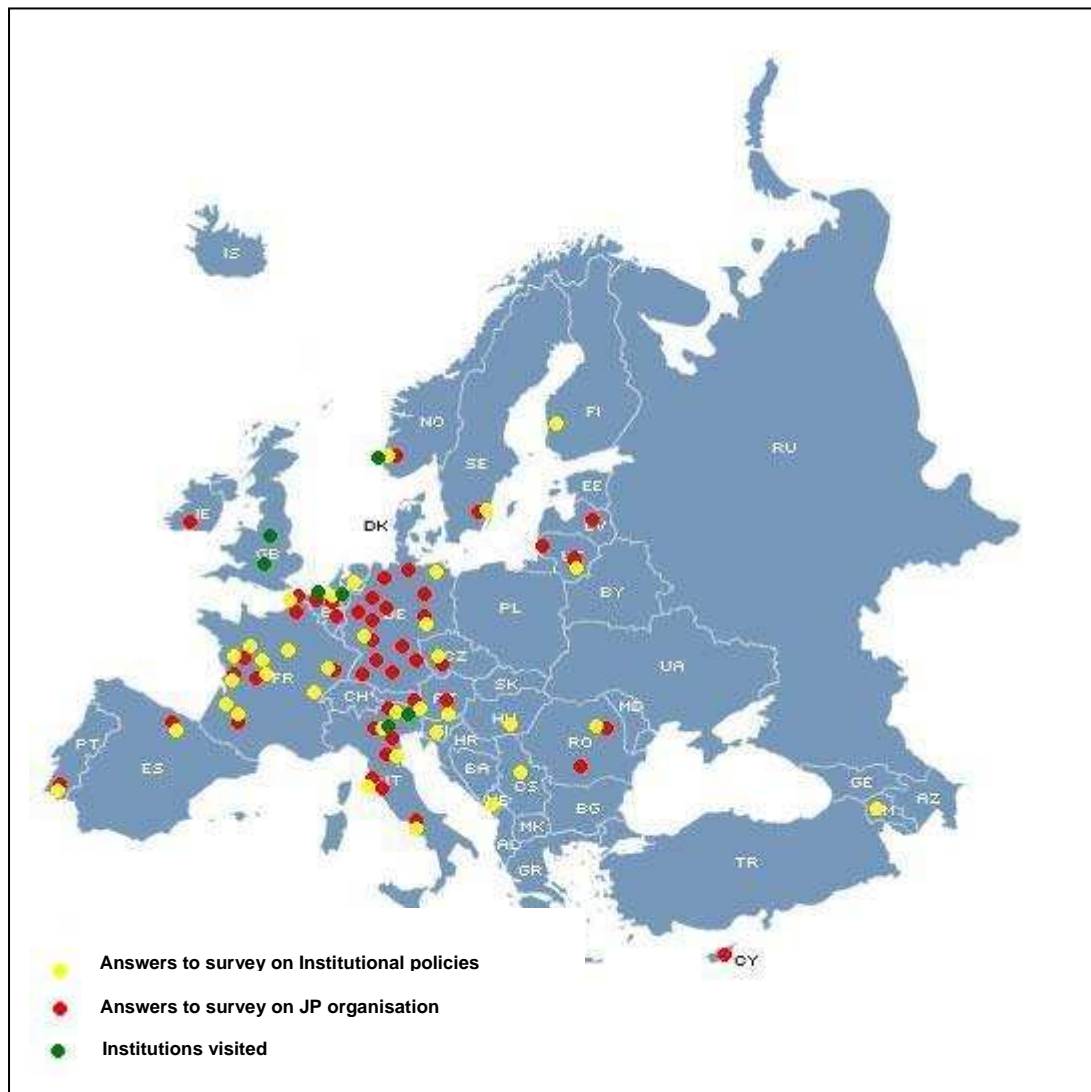 IS
NO
FI
SE
RU
EE
IE
DK
LV
GB
BY
PL
DE
UA
CZ
FR
SK
CH
MD
HU
RO
HR
PT
ES
BA
IT
CS
GE
AZ
BG
MK
AL
TR
GR
CY
Answers to survey on Institutional policies
Answers to survey on JP organisation
Institutions visited